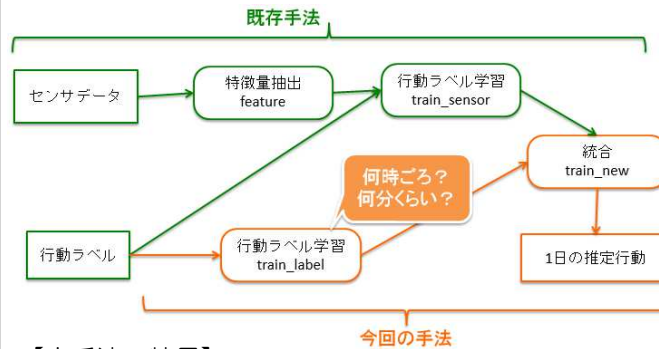 既存手法
センサデータ
特徴量抽出
feature
行動ラベル学習
train_sensor
統合
train_new
何時ごろ？
何分くらい？
行動ラベル
行動ラベル学習
train_label
1日の推定行動
今回の手法